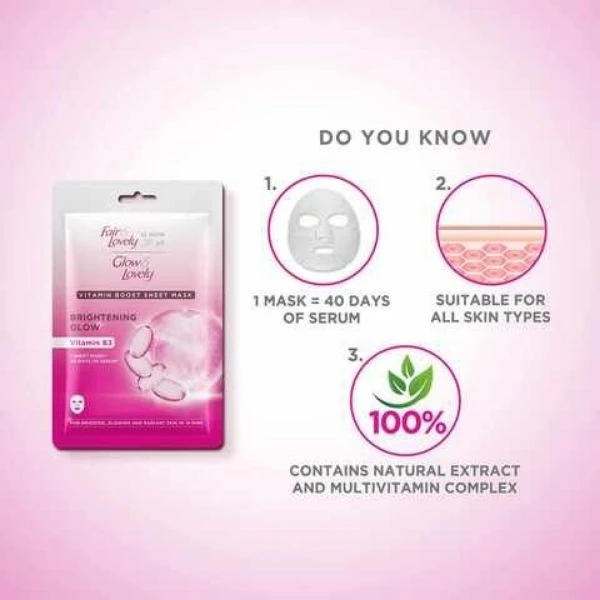 DO YOU KNOW
1.
1 MASK = 40 DAYS
OF SERUM
2.
SUITABLE FOR
ALL SKIN TYPES
3.
100%
CONTAINS NATURAL EXTRACT
AND MULTIVITAMIN COMPLEX
Fair & Lovely
Glow &
Lovely
VITAMIN BOOST SHEET MASK
BRIGHTENING
GLOW
Vitamin B3